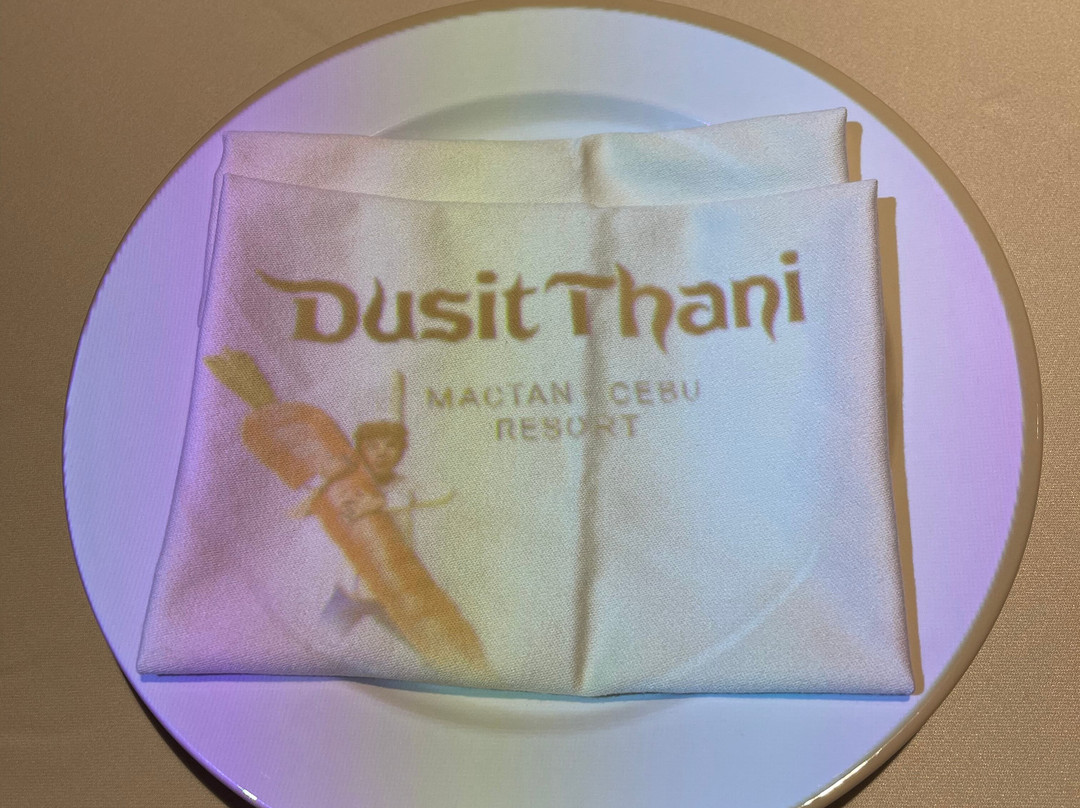 Dusit Thani
MACTAN CEBU
RESORT